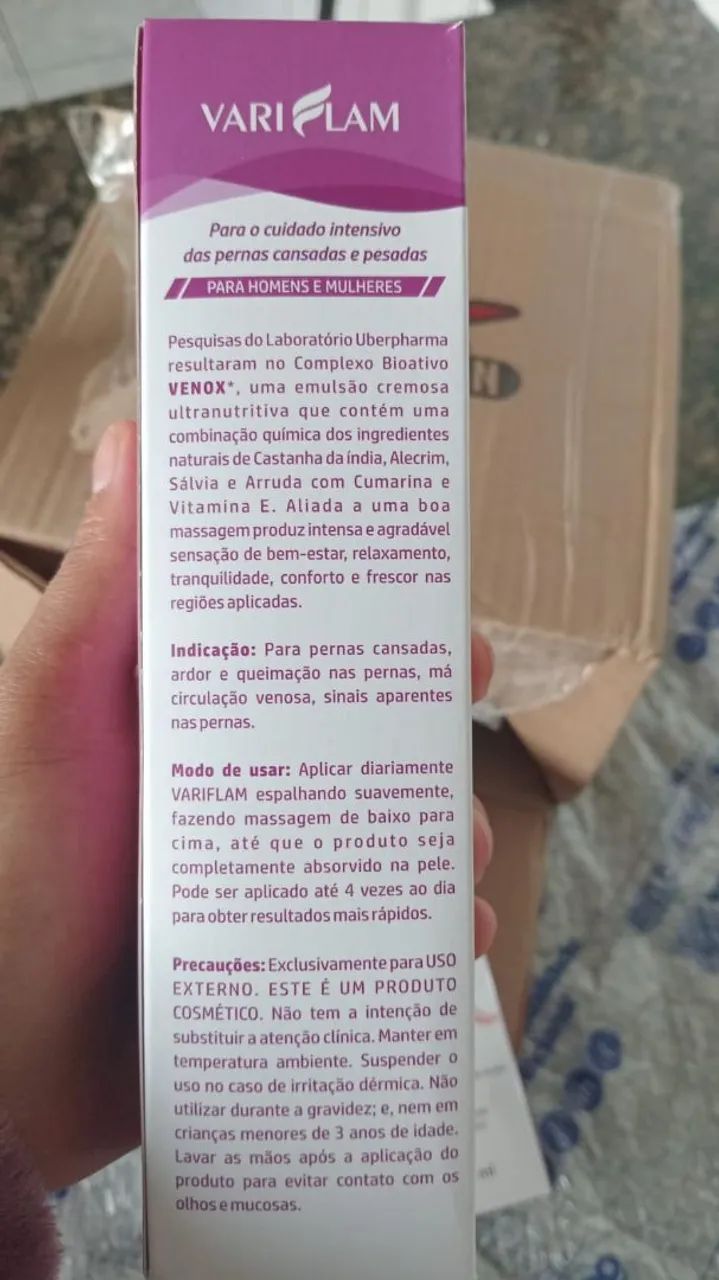 VARIFLAM
Para o cuidado intensivo
das pernas cansadas e pesadas
PARA HOMENS E MULHERES
Pesquisas do Laboratório Uberpharma
resultaram no Complexo Bioativo
VENOX*, uma emulsão cremosa
ultranutritiva que contém uma
combinação química dos ingredientes
naturais de Castanha da índia, Alecrim,
Sálvia e Arruda com Cumarina e
Vitamina E. Aliada a uma boa
massagem produz intensa e agradável
sensação de bem-estar, relaxamento,
tranquilidade, conforto e frescor nas
regiões aplicadas.
Indicação: Para pernas cansadas,
ardor e queimação nas pernas, má
circulação venosa, sinais aparentes
nas pernas.
Modo de usar: Aplicar diariamente
VARIFLAM espalhando suavemente,
fazendo massagem de baixo para
cima, até que o produto seja
completamente absorvido na pele.
Pode ser aplicado até 4 vezes ao dia
para obter resultados mais rápidos.
Precauções: Exclusivamente para USO
EXTERNO. ESTE É UM PRODUTO
COSMÉTICO. Não tem a intenção de
substituir a atenção clínica. Manter em
temperatura ambiente. Suspender o
uso no caso de irritação dérmica. Não
utilizar durante a gravidez; e, nem em
crianças menores de 3 anos de idade.
Lavar as mãos após a aplicação do
produto para evitar contato com os
olhos e mucosas.